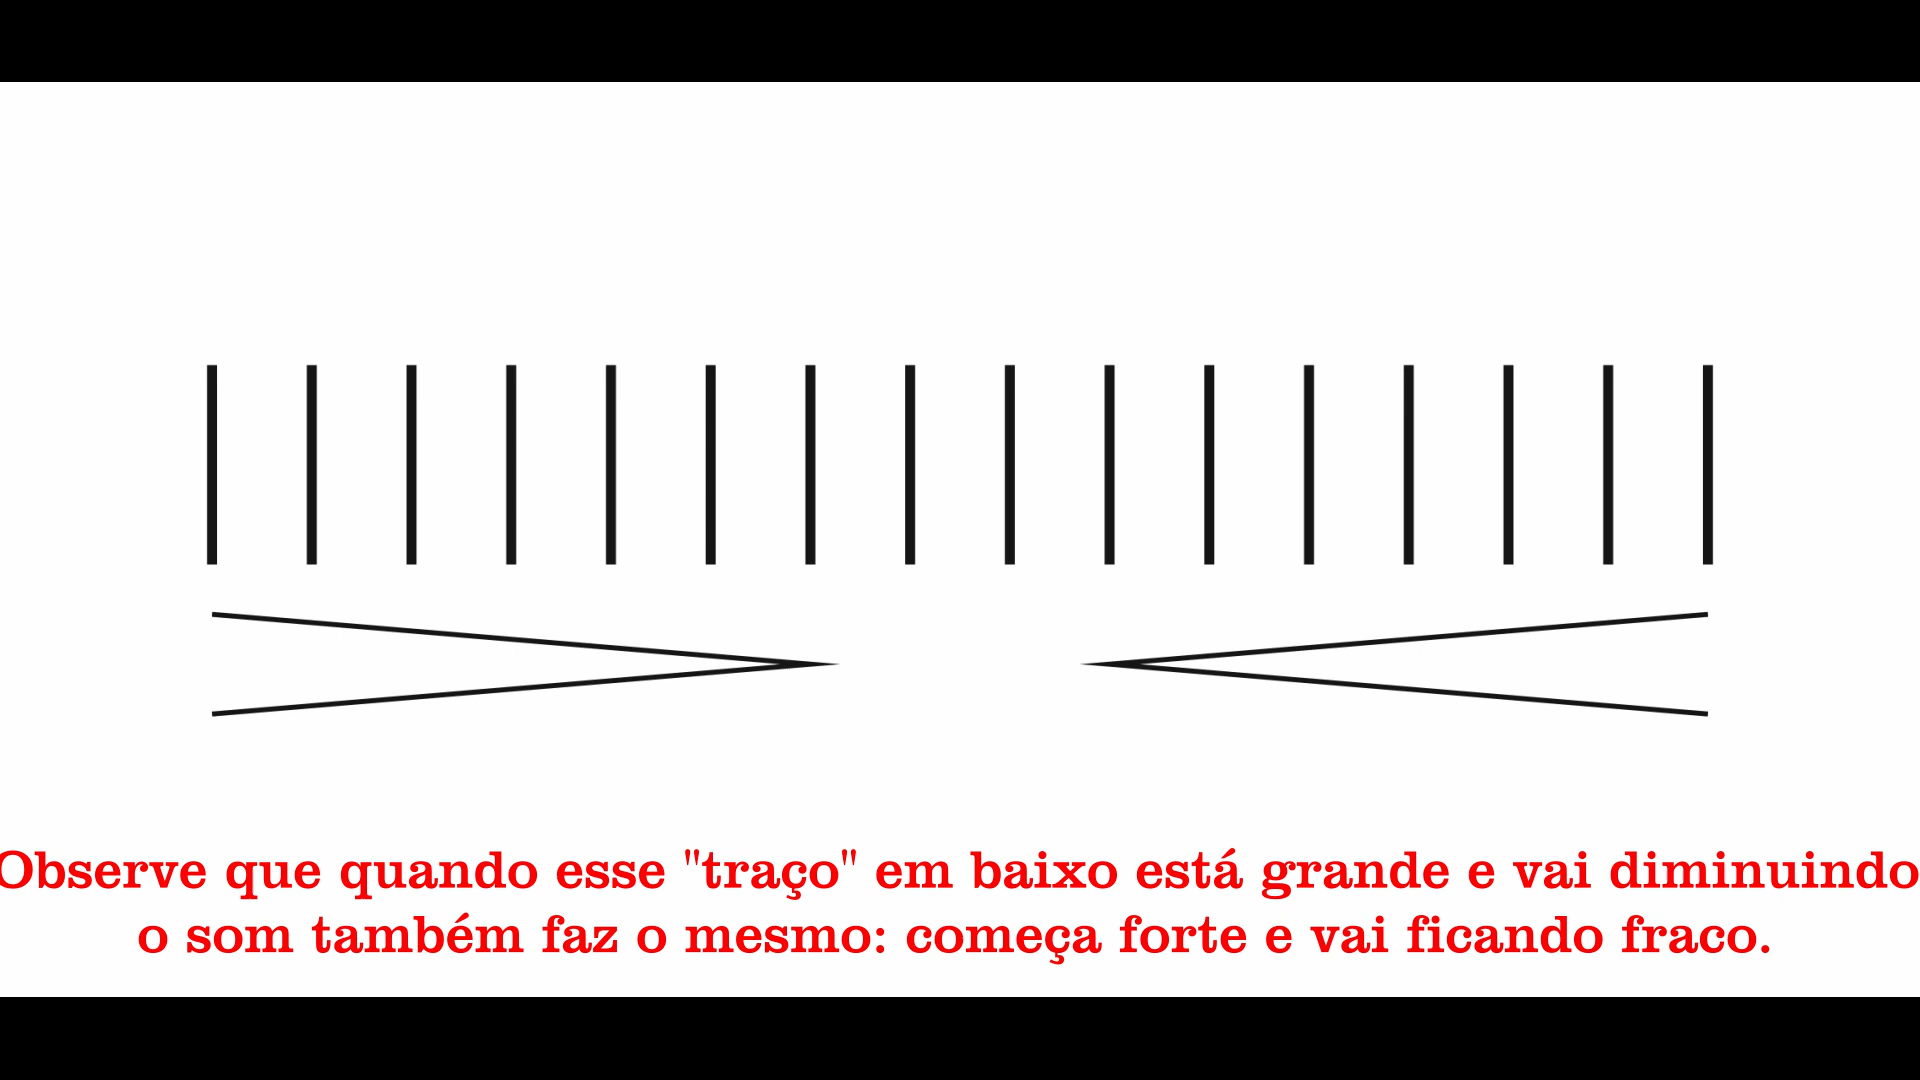 Observe que quando esse "traço" em baixo está grande e vai diminuindo
o som também faz o mesmo: começa forte e vai ficando fraco.